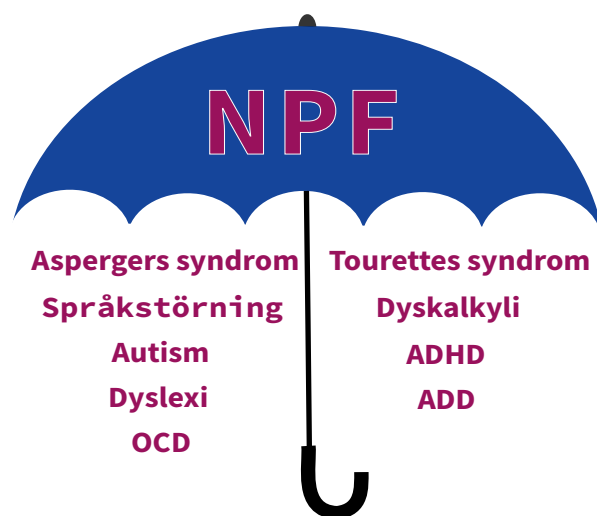 NPF
Aspergers syndrom
Språkstörning
Autism
Dyslexi
OCD
Tourettes syndrom
Dyskalkyli
ADHD
ADD